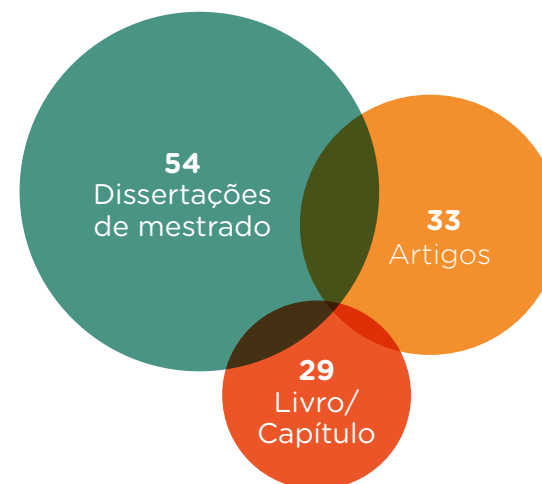 54
Dissertações
de mestrado
33
Artigos
29
Livro/
Capítulo